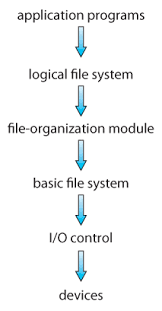 application programs
logical file system
file-organization module
basic file system
I/O control
devices